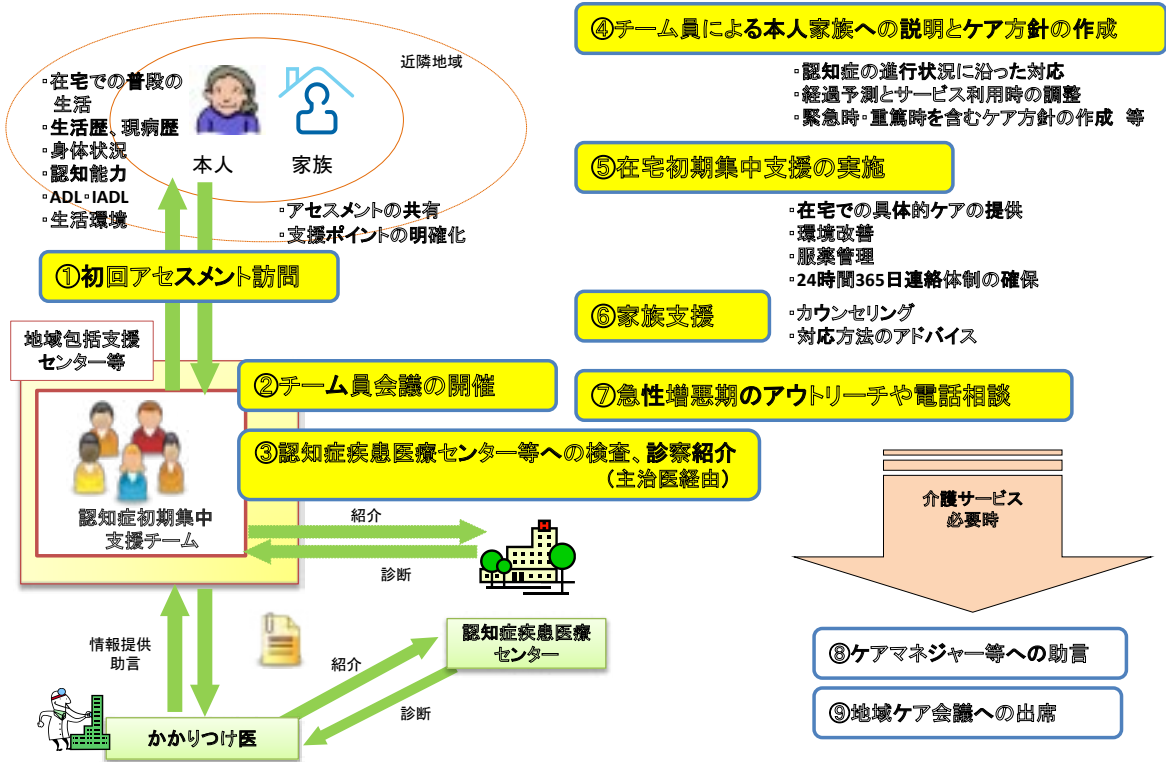 近隣地域
・在宅での普段の
生活
・生活歴、現病歴
・身体状況
・認知能力
・ADL・IADL
・生活環境
本人
家族
・アセスメントの共有
・支援ポイントの明確化
①初回アセスメント訪問
地域包括支援
センター等
②チーム員会議の開催
③認知症疾患医療センター等への検査、診察紹介
（主治医経由）
認知症初期集中
支援チーム
紹介
診断
H
情報提供
助言
認知症疾患医療
センター
紹介
診断
かかりつけ医
④チーム員による本人家族への説明とケア方針の作成
・認知症の進行状況に沿った対応
・経過予測とサービス利用時の調整
・緊急時・重篤時を含むケア方針の作成　等
⑤在宅初期集中支援の実施
・在宅での具体的ケアの提供
・環境改善
・服薬管理
・24時間365日連絡体制の確保
⑥家族支援
・カウンセリング
・対応方法のアドバイス
⑦急性増悪期のアウトリーチや電話相談
介護サービス
必要時
⑧ケアマネジャー等への助言
⑨地域ケア会議への出席